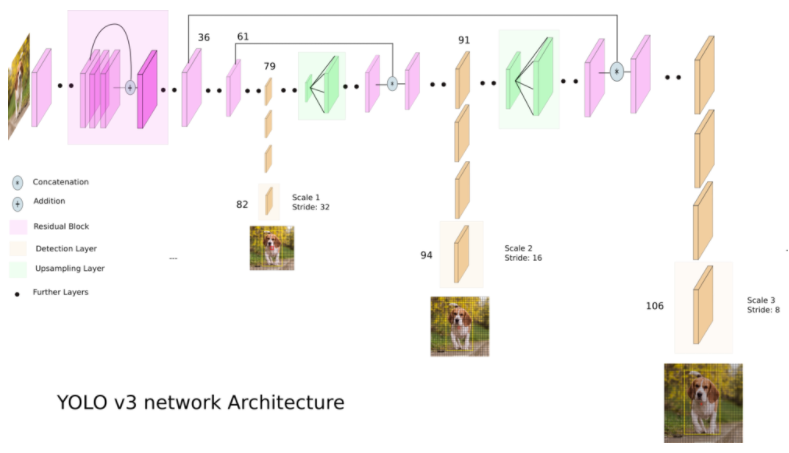 36
61
91
79
Concatenation
Addition
Residual Block
Detection Layer
Upsampling Layer
Further Layers
82
Scale 1
Stride: 32
94
Scale 2
Stride: 16
106
Scale 3
Stride: 8
YOLO v3 network Architecture